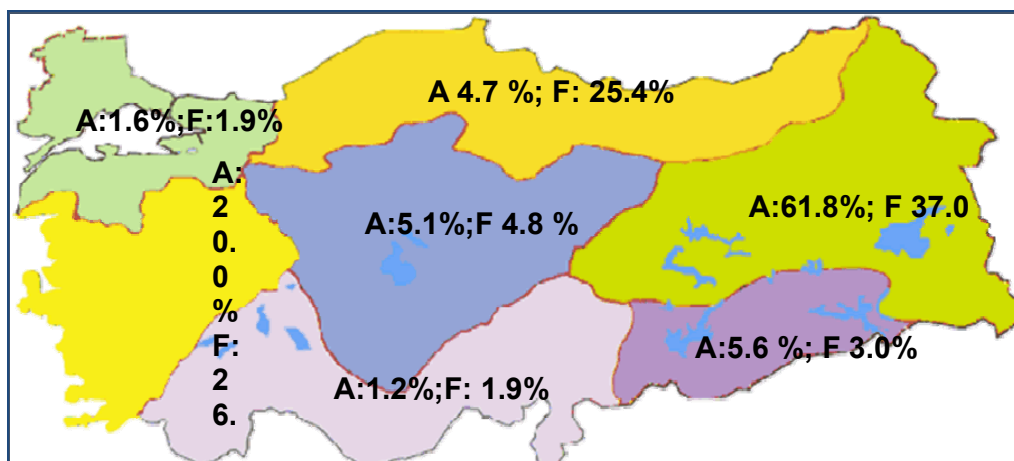 A 4.7 %; F: 25.4%
A:1.6%;F:1.9%
A:
2
0.
0
%
F:
2
6.
A:5.1%;F 4.8 %
A:61.8%; F 37.0
A:5.6 %; F 3.0%
A:1.2%;F: 1.9%